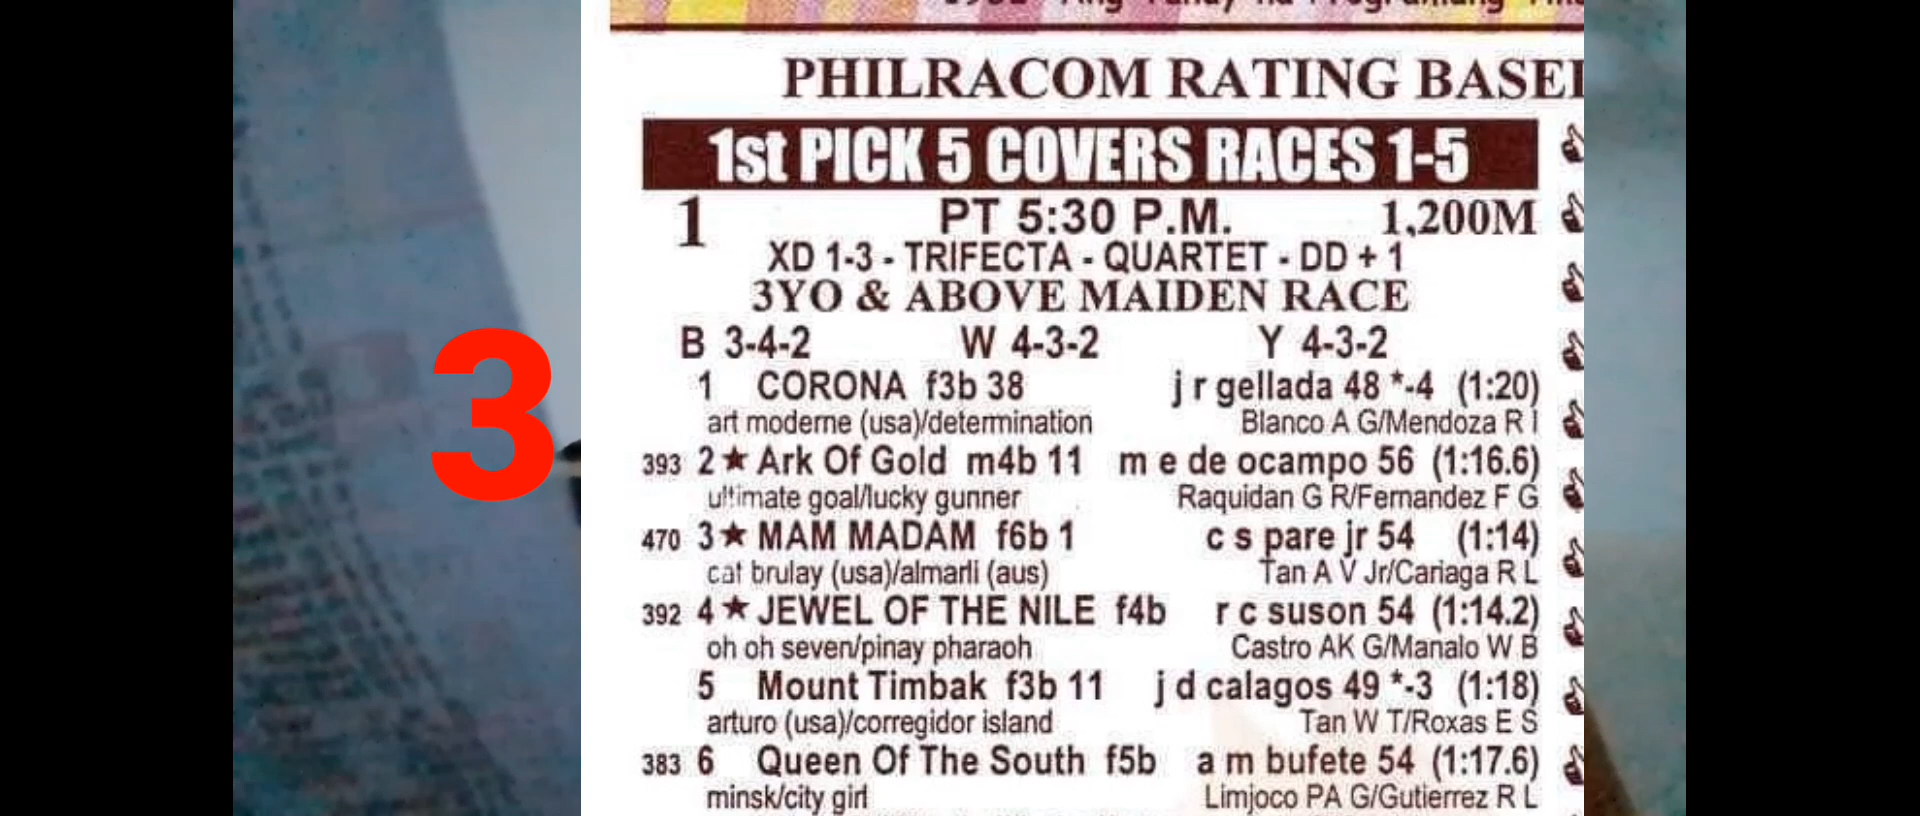 PHILRACOM RATING
1st PICK 5 COVERS RACES 1-5
1 PT 5:30 P.M. 1,200M
XD 1-3 - TRIFECTA - QUARTET - DD + 1
3YO & ABOVE MAIDEN RACE
B 3-4-2 W 4-3-2 Y 4-3-2
1 CORONA f3b 38 j r gellada 48 *-4 (1:20)
art moderne (usa)/determination Blanco A G/Mendoza R I
393 2★ Ark Of Gold m4b 11 m e de ocampo 56 (1:16.6)
ultimate goal/lucky gunner Raquidan G R/Fernandez F G
3
470 3★ MAM MADAM f6b 1 c s pare jr 54 (1:14)
cat brulay (usa)/almarli (aus) Tan A V Jr/Cariaga R L
392 4★ JEWEL OF THE NILE f4b r c suson 54 (1:14.2)
oh oh seven/pinay pharaoh Castro AK G/Manalo W B
5 Mount Timbak f3b 11 j d calagos 49 *-3 (1:18)
arturo (usa)/corregidor island Tan W T/Roxas E S
383 6 Queen Of The South f5b a m bufete 54 (1:17.6)
minsk/city girl Limjoco PA G/Gutierrez R L